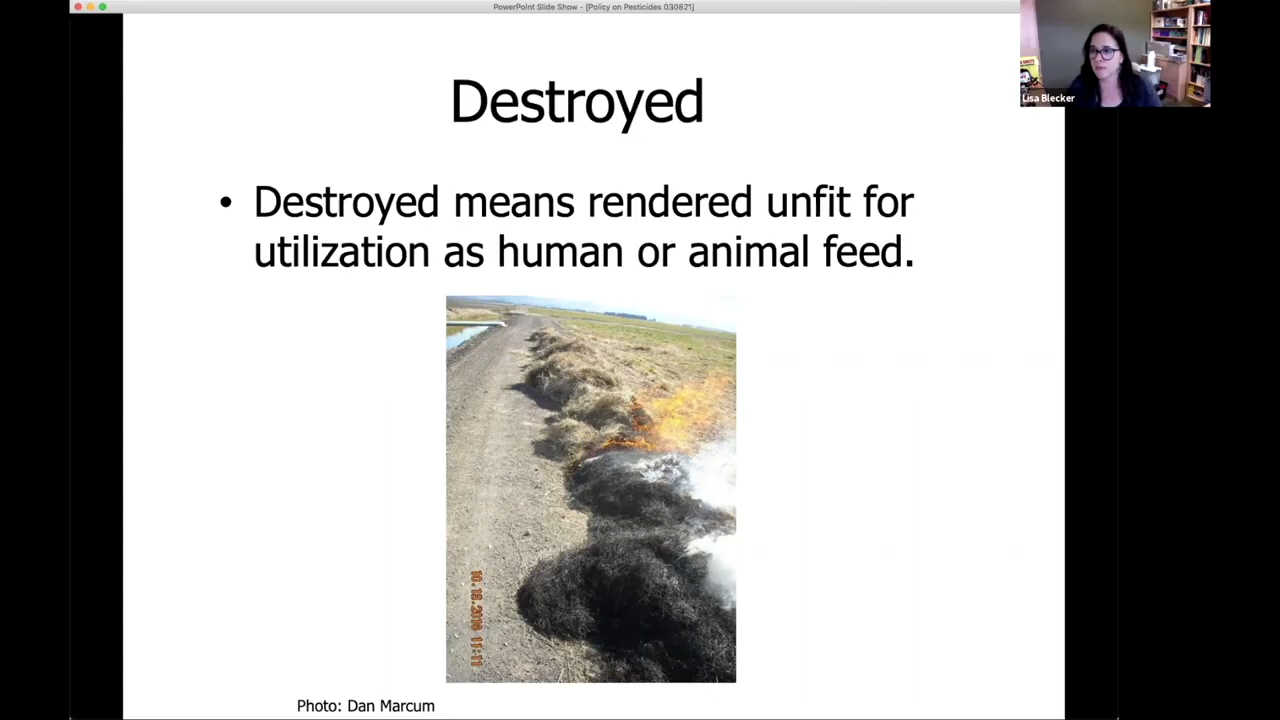 PowerPoint Slide Show - [Policy on Pesticides 030821]
Lisa Blecker
Destroyed
• Destroyed means rendered unfit for
utilization as human or animal feed.
Photo: Dan Marcum